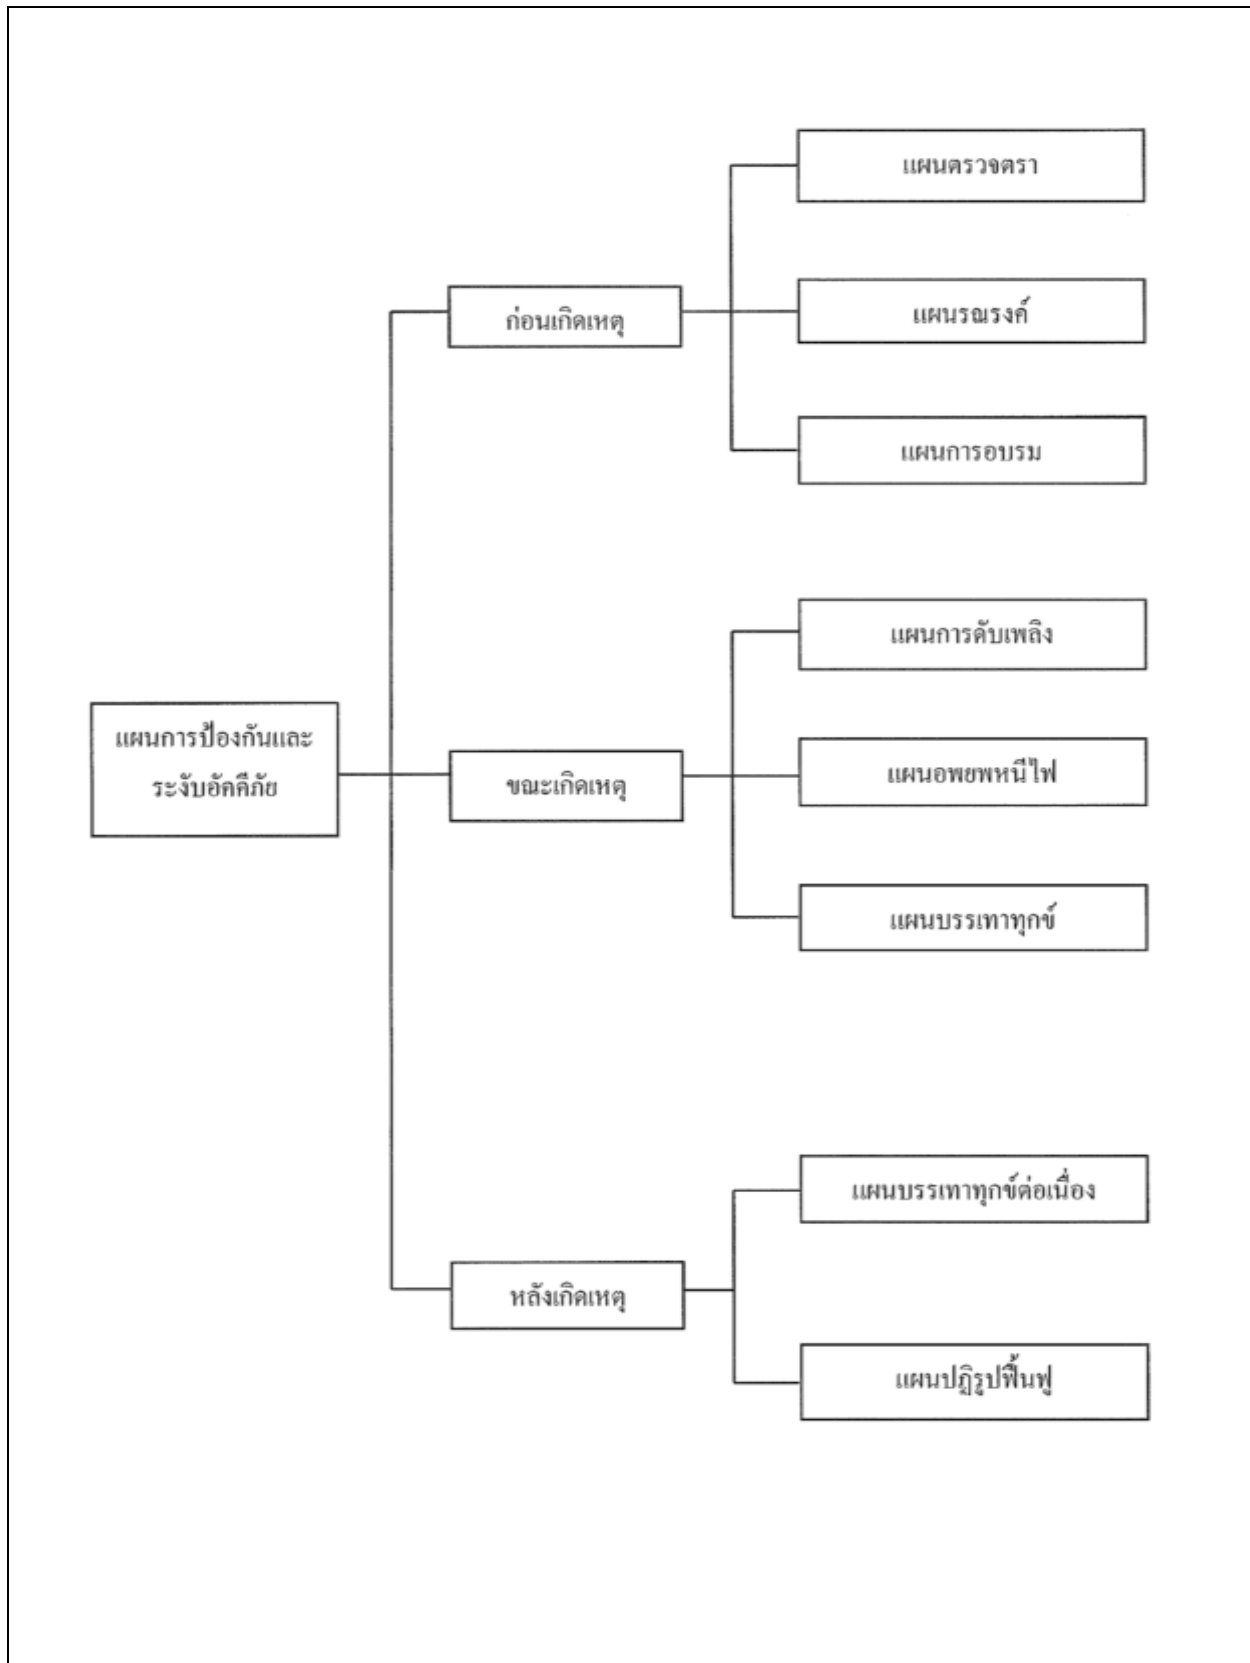 แผนการป้องกันและ
ระงับอัคคีภัย
ก่อนเกิดเหตุ
แผนตรวจตรา
แผนรณรงค์
แผนการอบรม
ขณะเกิดเหตุ
แผนการดับเพลิง
แผนอพยพหนีไฟ
แผนบรรเทาทุกข์
หลังเกิดเหตุ
แผนบรรเทาทุกข์ต่อเนื่อง
แผนปฏิรูปฟื้นฟู